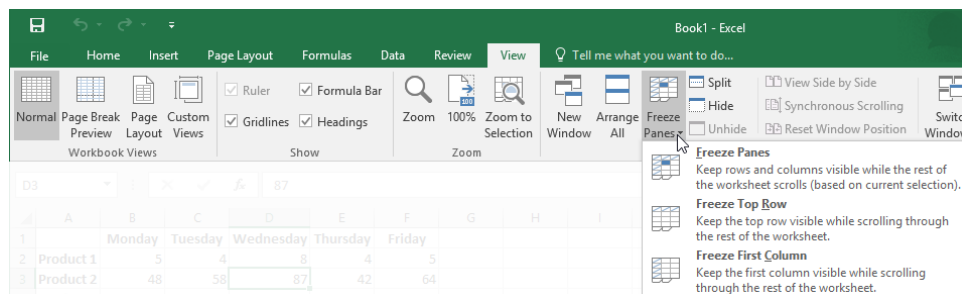 Book1 - Excel
File Home Insert Page Layout Formulas Data Review View Tell me what you want to do...
Ruler Formula Bar 100 Split View Side by Side
Gridlines Headings Hide Synchronous Scrolling
Normal Page Break Page Custom Zoom 100% Zoom to New Arrange Freeze Unhide Reset Window Position
Preview Layout Views Selection Window All Panes
Workbook Views Show Zoom
Freeze Panes
Keep rows and columns visible while the rest of
the worksheet scrolls (based on current selection).
Freeze Top Row
Keep the top row visible while scrolling through
the rest of the worksheet.
Freeze First Column
Keep the first column visible while scrolling
through the rest of the worksheet.
D3 fx 87
A B C D E F G H I
1 Monday Tuesday Wednesday Thursday Friday
2 Product 1 5 4 8 4 5
3 Product 2 48 58 87 42 64